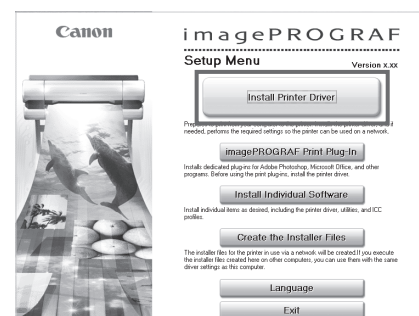 Canon
imagePROGRAF
Setup Menu
Version x.xx
Install Printer Driver
needed, performs the required settings so the printer can be used on a network.
imagePROGRAF Print Plug-In
Installs dedicated plug-ins for Adobe Photoshop, Microsoft Office, and other
programs. Before using the print plug-ins, install the printer driver.
Install Individual Software
Install individual items as desired, including the printer driver, utilities, and ICC
profiles.
Create the Installer Files
The installer files for the printer in use via a network will be created.If you execute
the installer files created here on other computers, you can use them with the same
driver settings as this computer.
Language
Exit